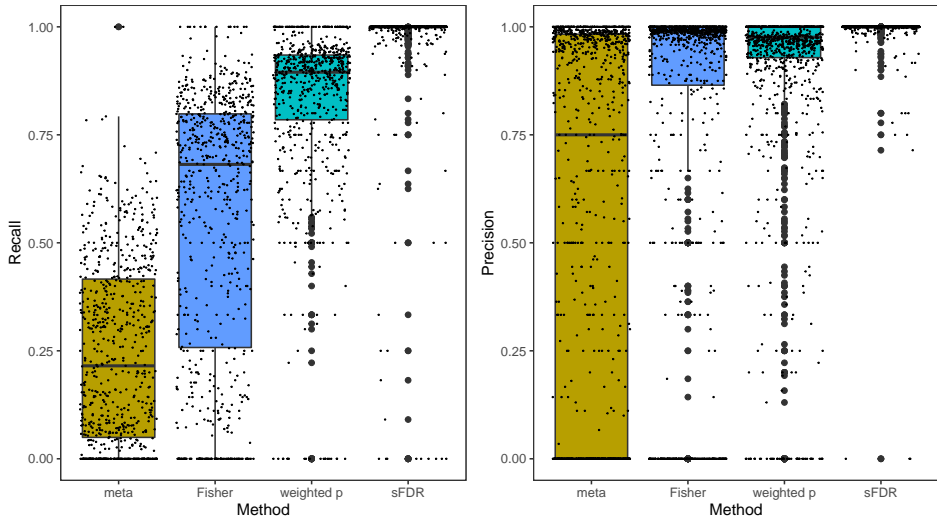 1.00
0.75
0.50
0.25
0.00
Recall
meta Fisher weighted p sFDR
Method
1.00
0.75
0.50
0.25
0.00
Precision
meta Fisher weighted p sFDR
Method